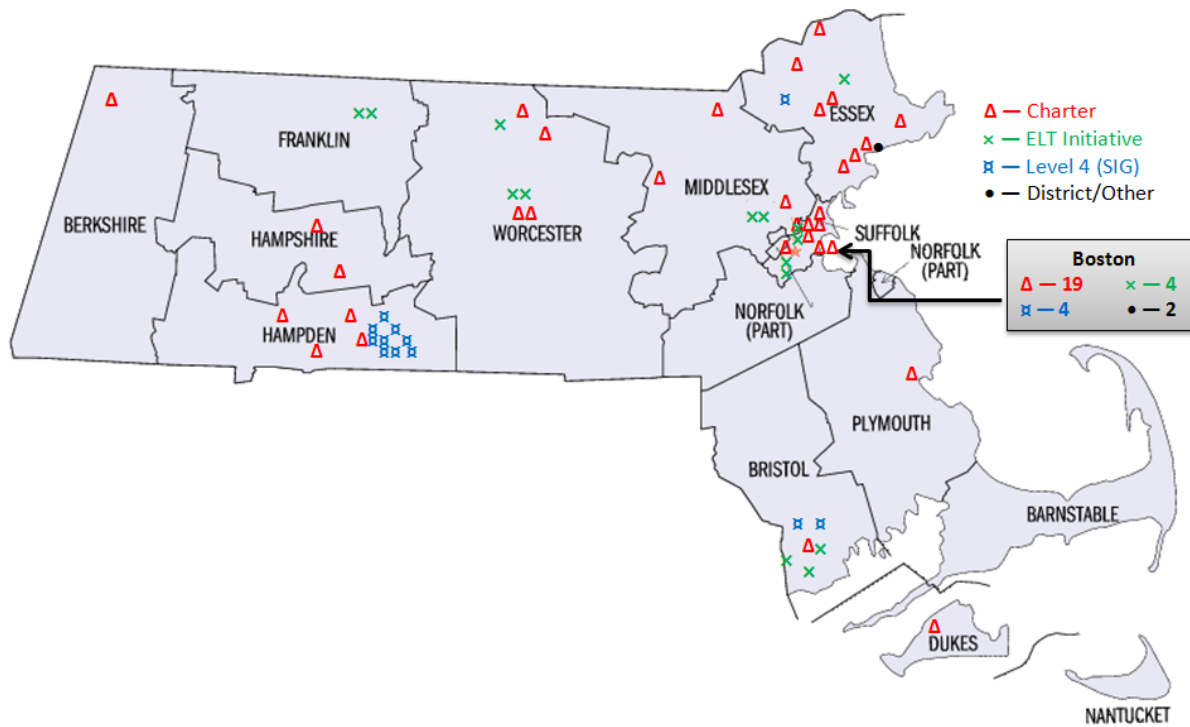 ESSEX
Δ — Charter
× — ELT Initiative
¤ — Level 4 (SIG)
• — District/Other
FRANKLIN
MIDDLESEX
BERKSHIRE
HAMPSHIRE
WORCESTER
SUFFOLK
NORFOLK
(PART)
Boston
Δ — 19 × — 4
¤ — 4 • — 2
HAMPDEN
NORFOLK
(PART)
PLYMOUTH
BRISTOL
BARNSTABLE
DUKES
NANTUCKET